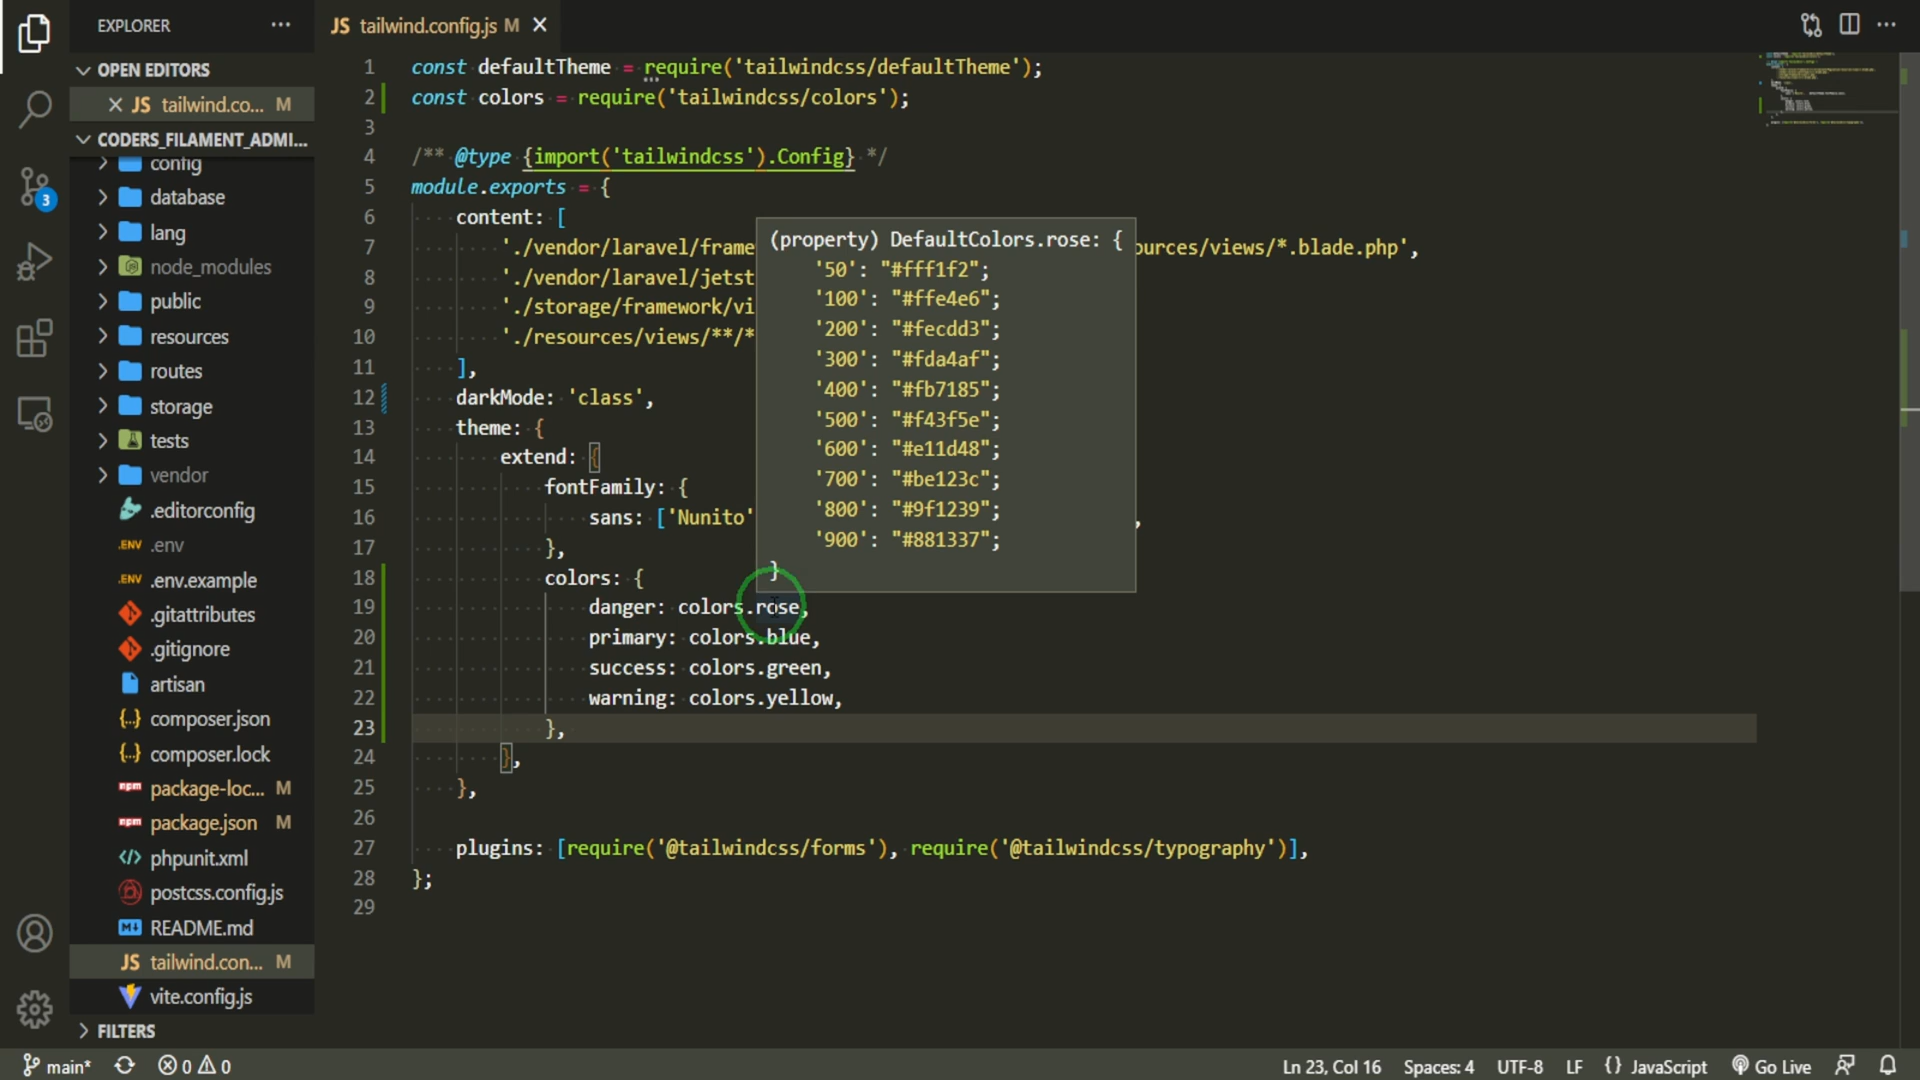 EXPLORER
OPEN EDITORS
JS tailwind.co... M
CODERS_FILAMENT_ADMI...
config
database
lang
node_modules
public
resources
routes
storage
tests
vendor
.editorconfig
.ENV .env
.ENV .env.example
.gitattributes
.gitignore
artisan
{..} composer.json
{..} composer.lock
npm package-loc... M
npm package.json M
phpunit.xml
postcss.config.js
README.md
JS tailwind.con... M
vite.config.js
FILTERS
3
JS tailwind.config.js M
1 const defaultTheme = require('tailwindcss/defaultTheme');
2 const colors = require('tailwindcss/colors');
3
4 /** @type {import('tailwindcss').Config} */
5 module.exports = {
6 content: [
7 './vendor/laravel/frame ources/views/*.blade.php',
8 './vendor/laravel/jetst
9 './storage/framework/vi
10 './resources/views/**/*
11 ],
12 darkMode: 'class',
13 theme: {
14 extend: {
15 fontFamily: {
16 sans: ['Nunito' ,
17 },
18 colors: {
19 danger: colors.rose,
20 primary: colors.blue,
21 success: colors.green,
22 warning: colors.yellow,
23 },
24 },
25 },
26
27 plugins: [require('@tailwindcss/forms'), require('@tailwindcss/typography')],
28 };
29
(property) DefaultColors.rose: {
'50': "#fff1f2";
'100': "#ffe4e6";
'200': "#fecdd3";
'300': "#fda4af";
'400': "#fb7185";
'500': "#f43f5e";
'600': "#e11d48";
'700': "#be123c";
'800': "#9f1239";
'900': "#881337";
}
main* 0 0 Ln 23, Col 16 Spaces: 4 UTF-8 LF {} JavaScript Go Live